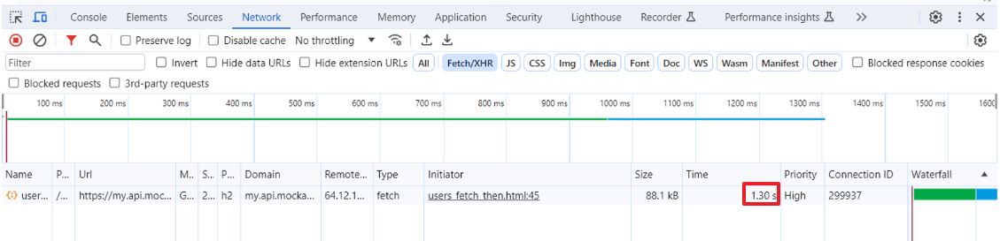 Console Elements Sources Network Performance Memory Application Security Lighthouse Recorder Performance insights
Preserve log Disable cache No throttling
Filter Invert Hide data URLs Hide extension URLs All Fetch/XHR JS CSS Img Media Font Doc WS Wasm Manifest Other Blocked response cookies
Blocked requests 3rd-party requests
100 ms 200 ms 300 ms 400 ms 500 ms 600 ms 700 ms 800 ms 900 ms 1000 ms 1100 ms 1200 ms 1300 ms 1400 ms 1500 ms 1600
Name P... Url M.. S... P... Domain Remote... Type Initiator Size Time Priority Connection ID Waterfall
user... /... https://my.api.moc... G... 2... h2 my.api.mocka... 64.12.1... fetch users_fetch_then.html:45 88.1 kB 1.30 s High 299937